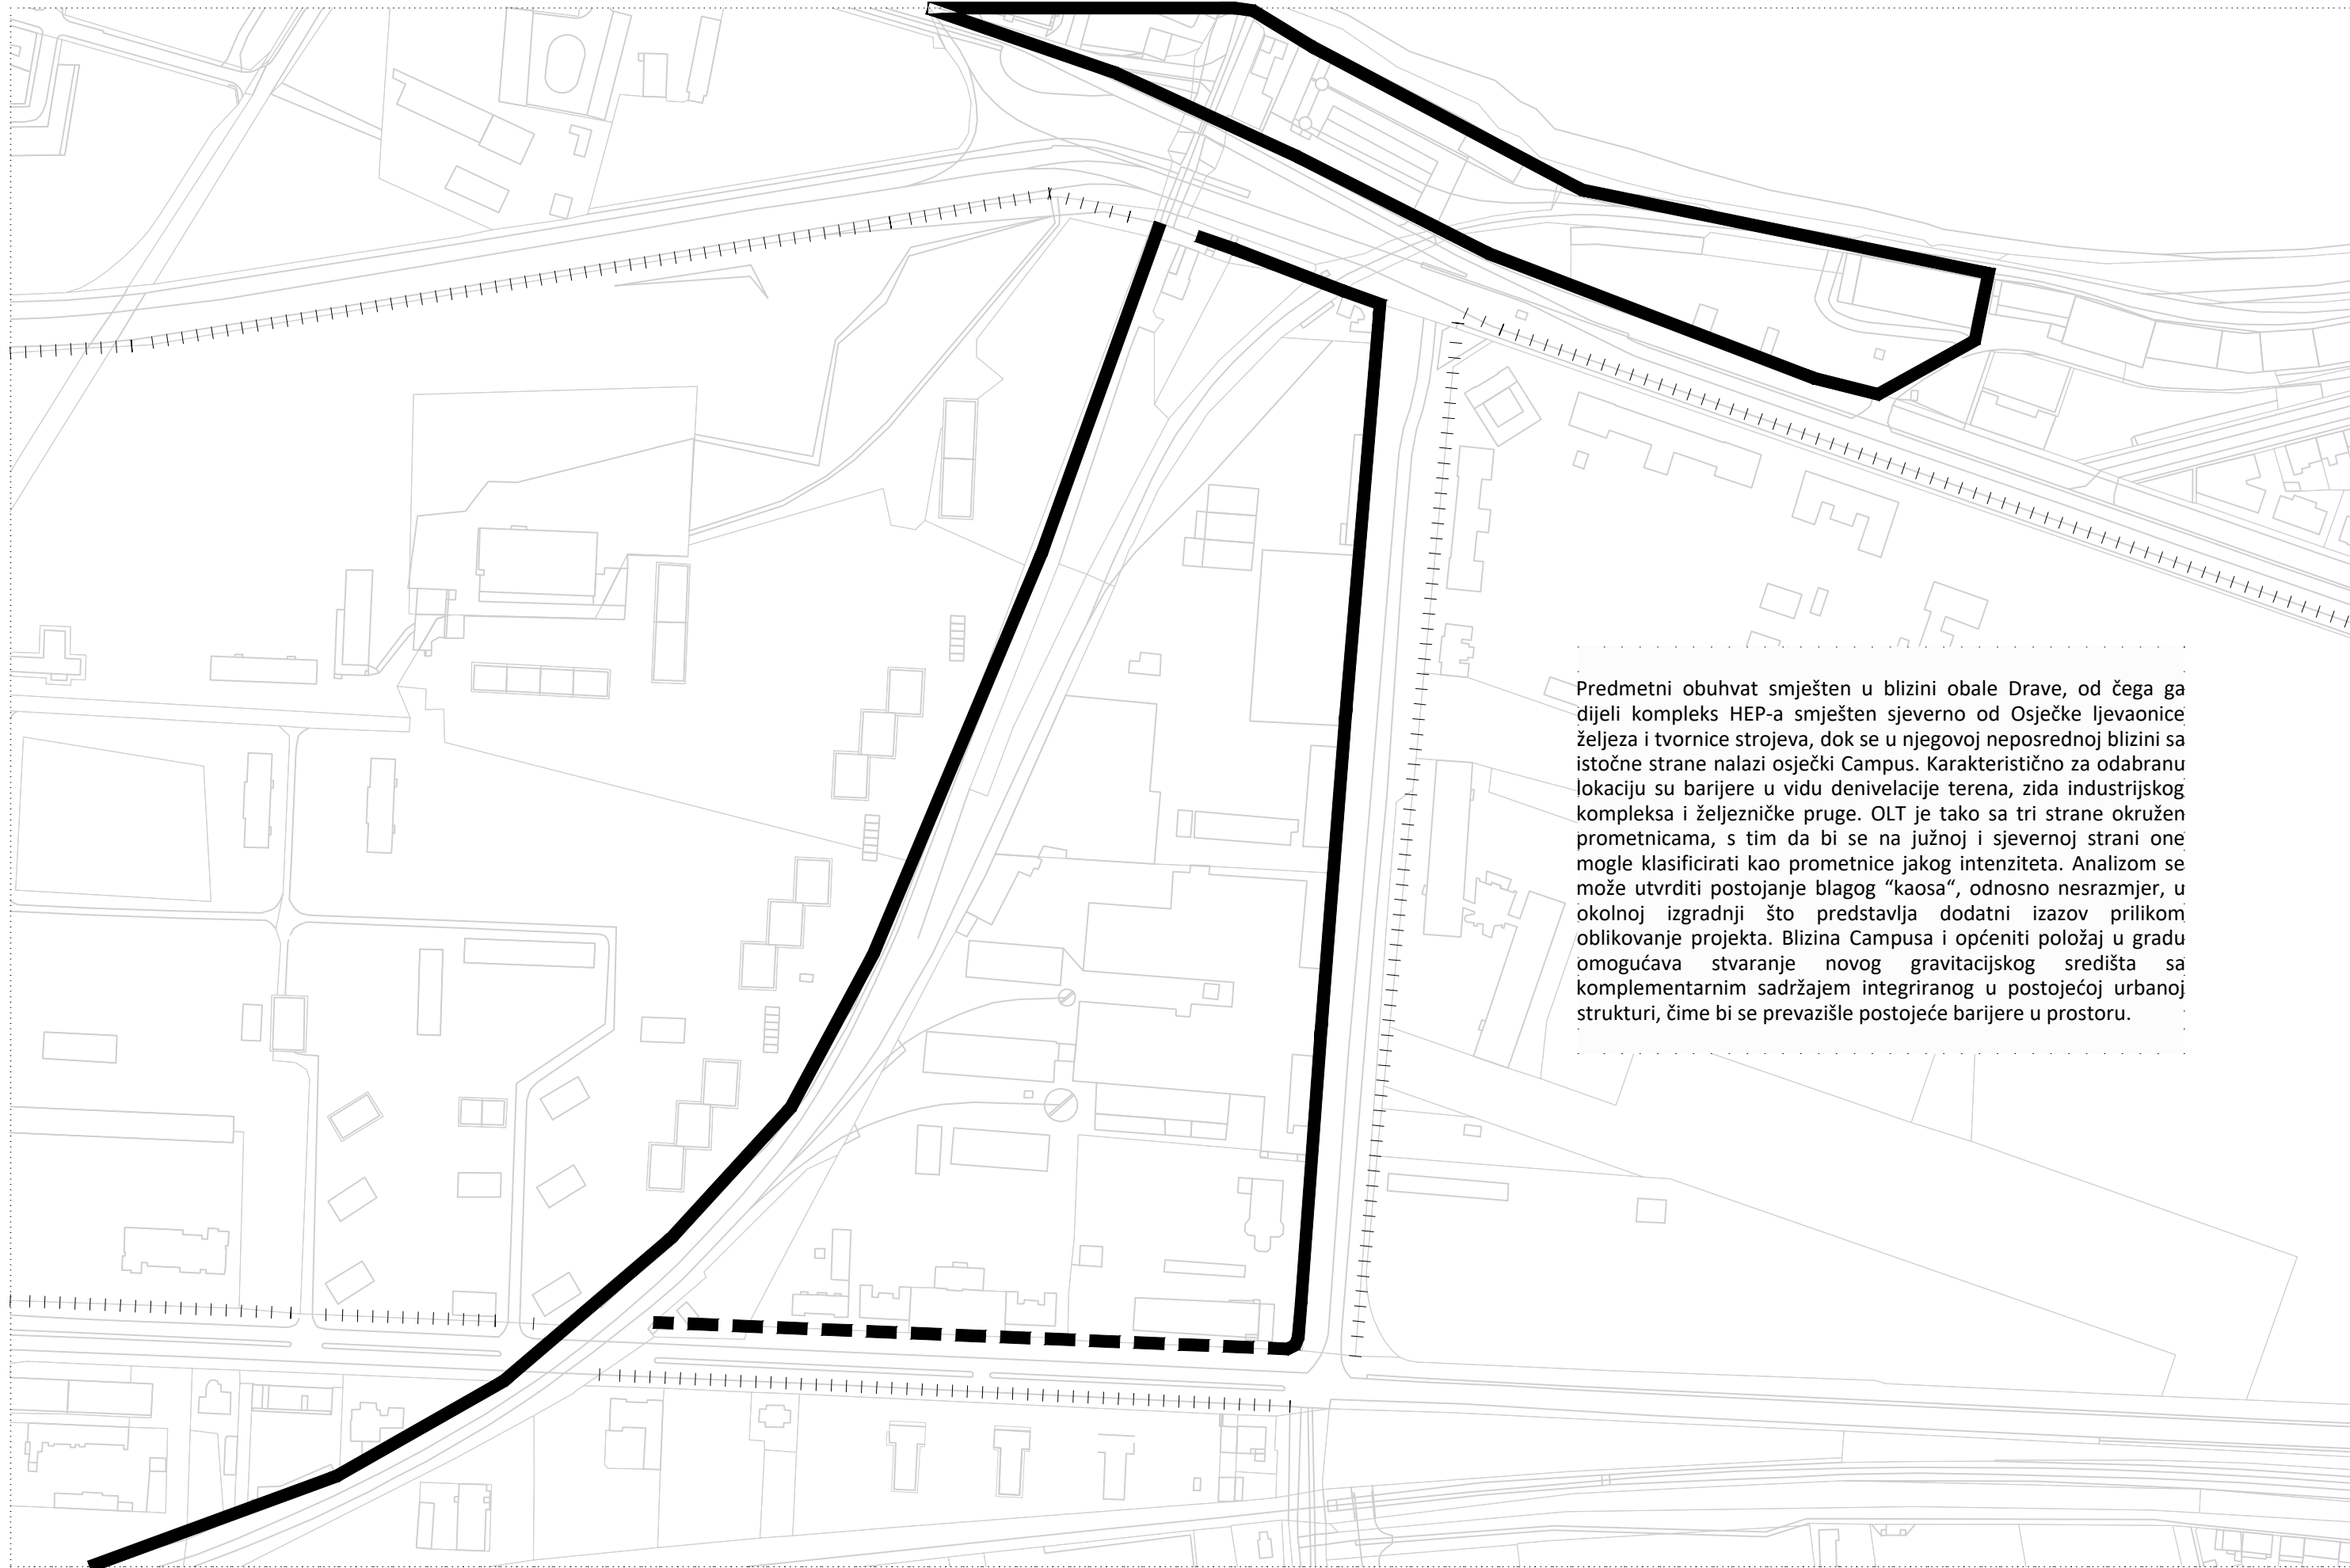 Predmetni obuhvat smješten u blizini obale Drave, od čega ga
dijeli kompleks HEP-a smješten sjeverno od Osječke ljevaonice
željeza i tvornice strojeva, dok se u njegovoj neposrednoj blizini sa
istočne strane nalazi osječki Campus. Karakteristično za odabranu
lokaciju su barijere u vidu denivelacije terena, zida industrijskog
kompleksa i željezničke pruge. OLT je tako sa tri strane okružen
prometnicama, s tim da bi se na južnoj i sjevernoj strani one
mogle klasificirati kao prometnice jakog intenziteta. Analizom se
može utvrditi postojanje blagog “kaosa“, odnosno nesrazmjer, u
okolnoj izgradnji što predstavlja dodatni izazov prilikom
oblikovanje projekta. Blizina Campusa i općeniti položaj u gradu
omogućava stvaranje novog gravitacijskog središta sa
komplementarnim sadržajem integriranog u postojećoj urbanoj
strukturi, čime bi se prevazišle postojeće barijere u prostoru.